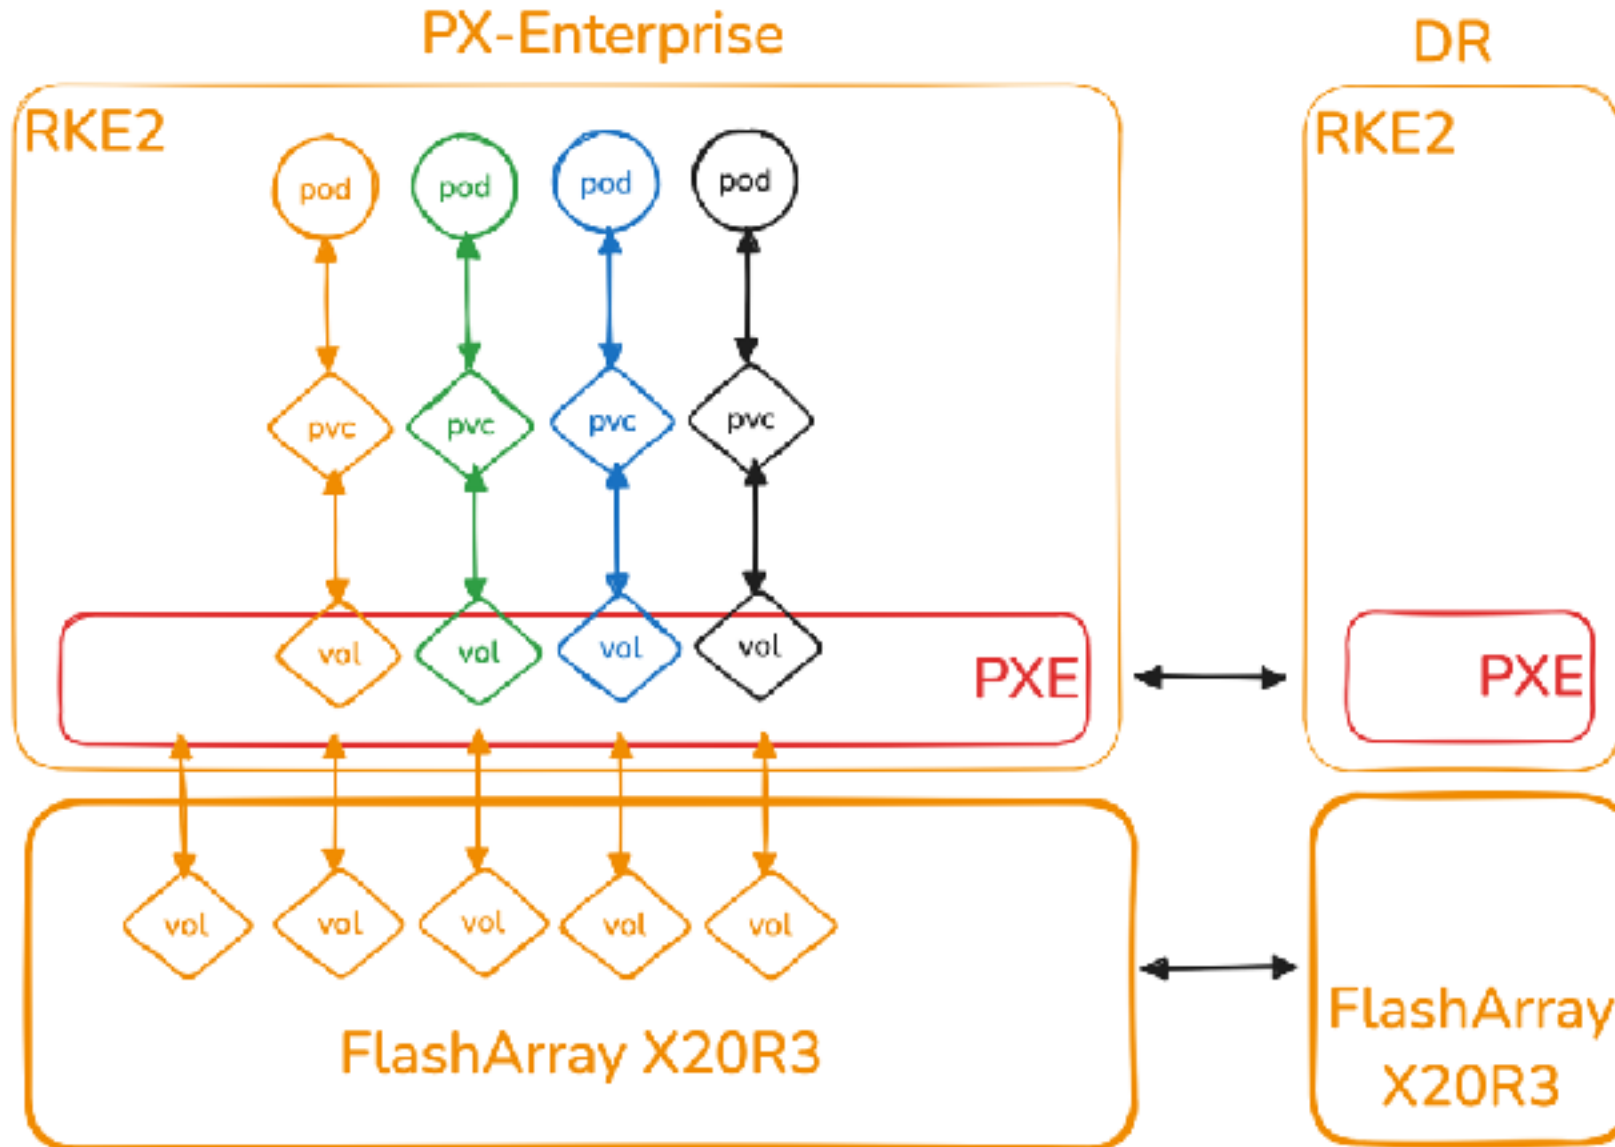 PX-Enterprise
DR
RKE2
RKE2
pod
pod
pod
pod
pvc
pvc
pvc
pvc
vol
vol
vol
vol
PXE
PXE
vol
vol
vol
vol
vol
FlashArray X20R3
FlashArray
X20R3